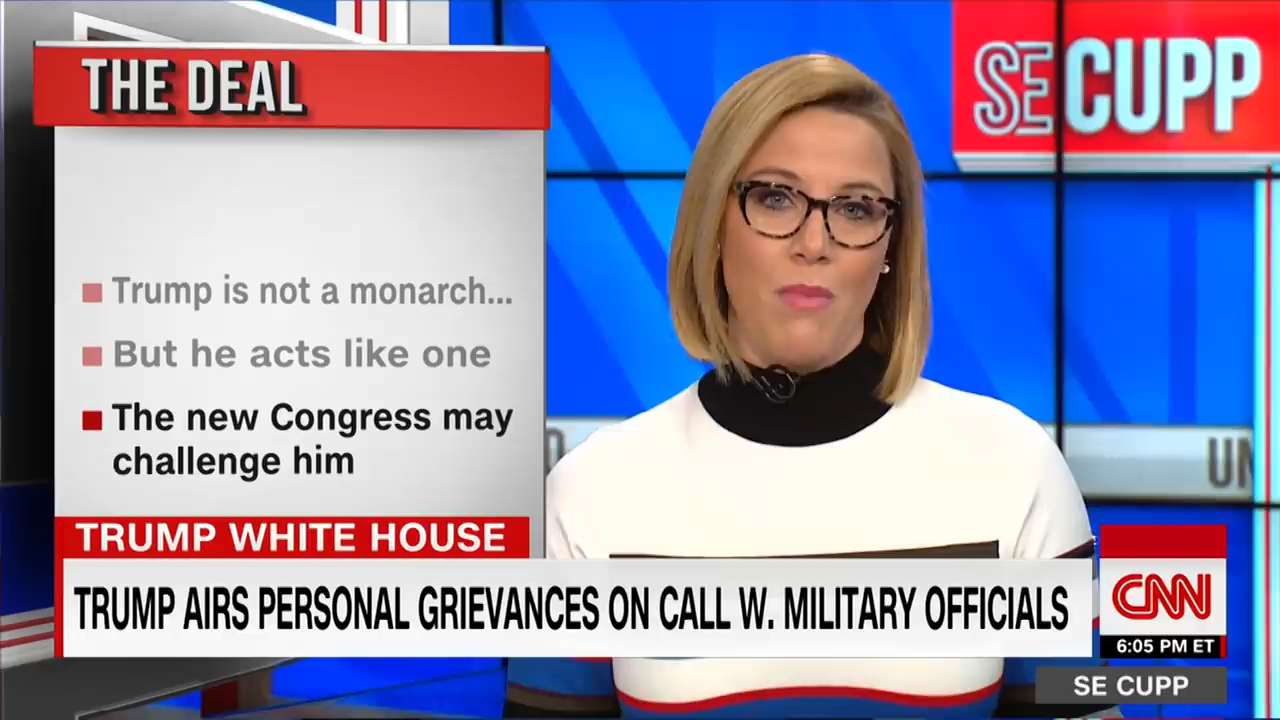 THE DEAL
SE CUPP
Trump is not a monarch...
But he acts like one
The new Congress may
challenge him
UN
TRUMP WHITE HOUSE
TRUMP AIRS PERSONAL GRIEVANCES ON CALL W. MILITARY OFFICIALS
CNN
6:05 PM ET
SE CUPP